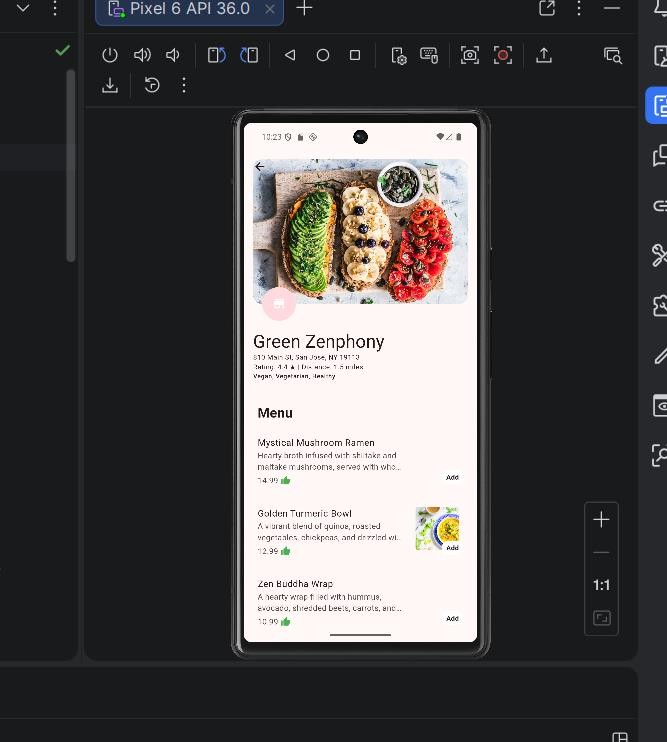 Pixel 6 API 36.0
10:23
Green Zenphony
810 Main St, San Jose, NY 19113
Rating: 4.4 ★ | Distance: 1.5 miles
Vegan, Vegetarian, Healthy
Menu
Mystical Mushroom Ramen
Hearty broth infused with shiitake and
maitake mushrooms, served with who...
14.99
Add
Golden Turmeric Bowl
A vibrant blend of quinoa, roasted
vegetables, chickpeas, and drizzled wi...
12.99
Add
Zen Buddha Wrap
A hearty wrap filled with hummus,
avocado, shredded beets, carrots, and...
10.99
Add
1:1